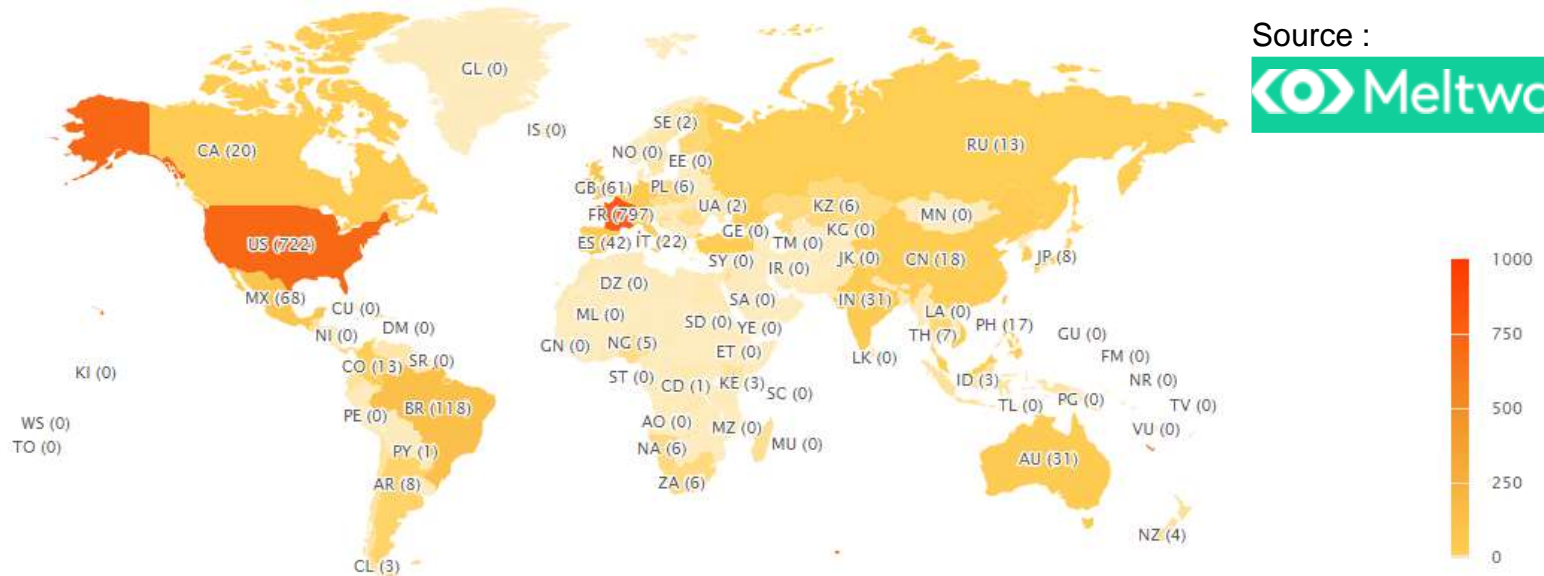 Source :
Meltwa
GL (0)
IS (0)
SE (2)
RU (13)
CA (20)
NO (0)
EE (0)
GB (61)
PL (6)
FR (797)
UA (2)
KZ (6)
MN (0)
US (722)
ES (42)
IT (22)
GE (0)
TM (0)
KG (0)
SY (0)
IR (0)
JK (0)
CN (18)
JP (8)
1000
MX (68)
CU (0)
DZ (0)
SA (0)
IN (31)
LA (0)
NI (0)
DM (0)
ML (0)
SD (0)
YE (0)
TH (7)
PH (17)
GU (0)
750
GN (0)
NG (5)
ET (0)
LK (0)
FM (0)
KI (0)
CO (13)
SR (0)
ST (0)
CD (1)
KE (3)
SC (0)
ID (3)
NR (0)
PE (0)
BR (118)
TL (0)
PG (0)
TV (0)
500
WS (0)
AO (0)
MZ (0)
VU (0)
TO (0)
PY (1)
NA (6)
MU (0)
AU (31)
AR (8)
ZA (6)
250
NZ (4)
CL (3)
0